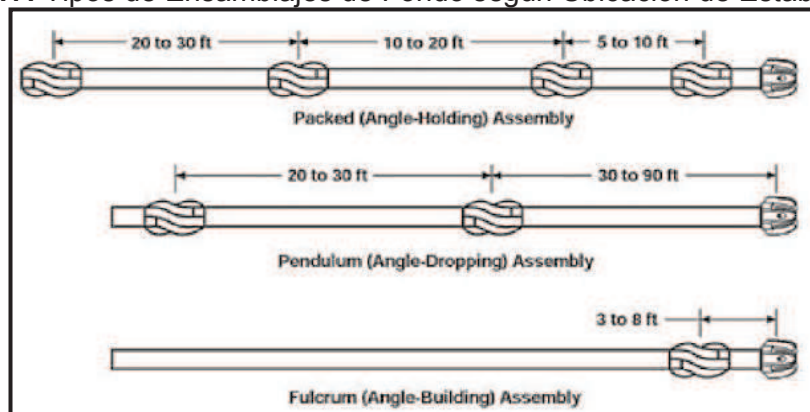 Tipos de Ensamblajes de Fondo según Ubicación de
20 to 30 ft 10 to 20 ft 5 to 10 ft
Packed (Angle-Holding) Assembly
20 to 30 ft 30 to 90 ft
Pendulum (Angle-Dropping) Assembly
3 to 8 ft
Fulcrum (Angle-Building) Assembly